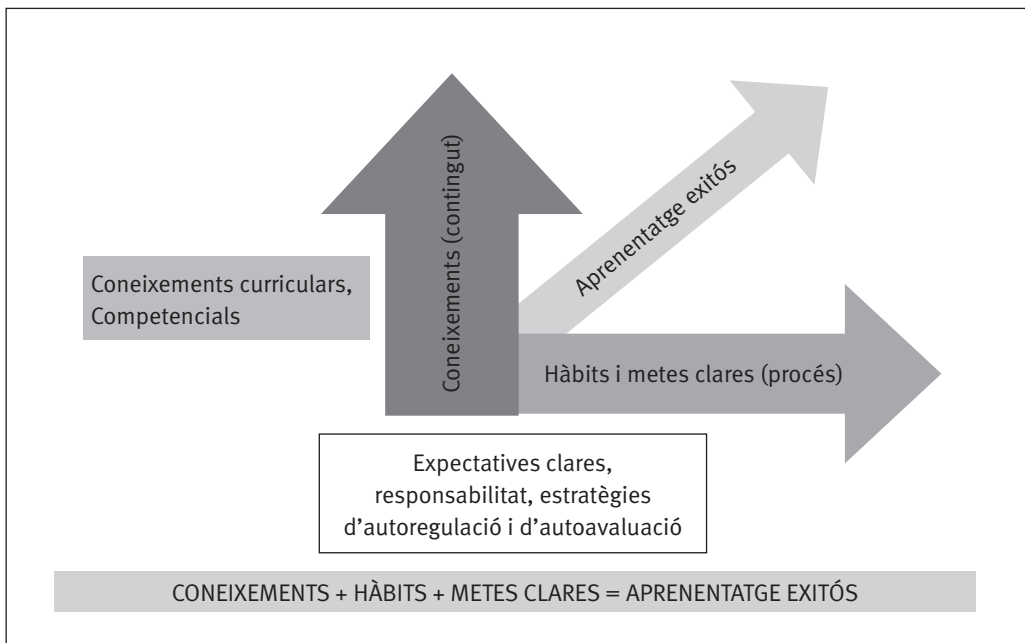 Coneixements (contingut)
Aprenentatge exitós
Coneixements curriculars,
Competencials
Hàbits i metes clares (procés)
Expectatives clares,
responsabilitat, estratègies
d’autoregulació i d’autoavaluació
CONEIXEMENTS + HÀBITS + METES CLARES = APRENENTATGE EXITÓS